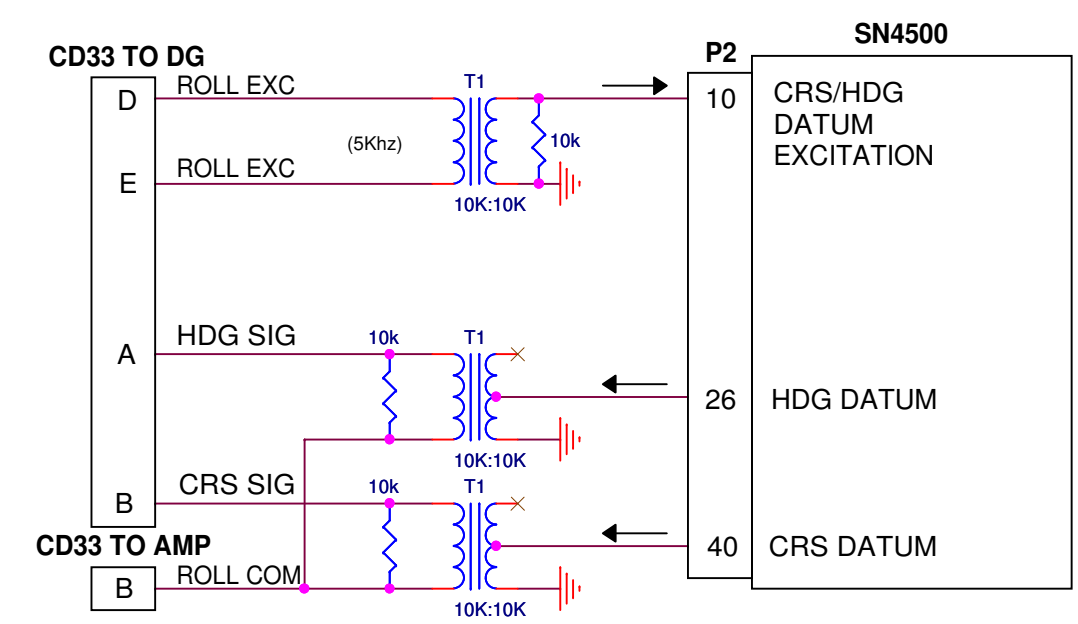 SN4500
P2
CD33 TO DG
ROLL EXC
T1
D
10
CRS/HDG
DATUM
EXCITATION
(5Khz)
10k
ROLL EXC
E
10K:10K
HDG SIG
10k
T1
A
26
HDG DATUM
10K:10K
CRS SIG
10k
T1
B
CD33 TO AMP
40
CRS DATUM
ROLL COM
B
10K:10K